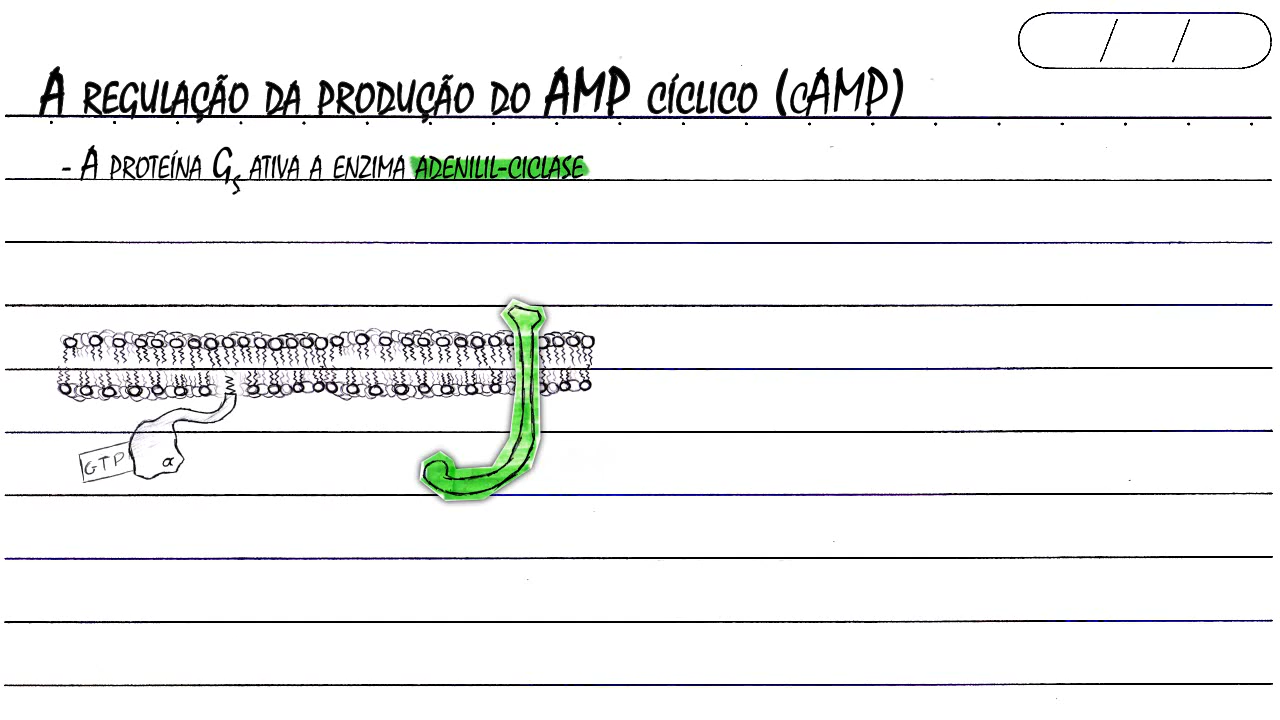 A REGULAÇÃO DA PRODUÇÃO DO AMP CÍCLICO (cAMP)
- A PROTEÍNA Gs ATIVA A ENZIMA ADENILIL-CICLASE
GTP α